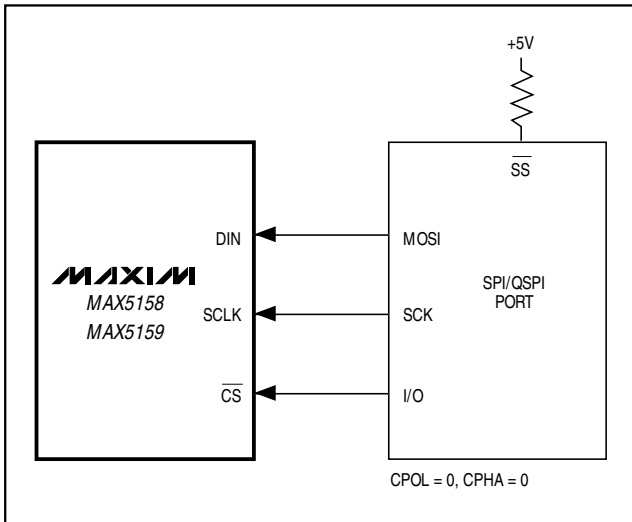 +5V
SS
DIN
MOSI
MAXIM
MAX5158
MAX5159
SPI/QSPI
PORT
SCLK
SCK
CS
I/O
CPOL = 0, CPHA = 0